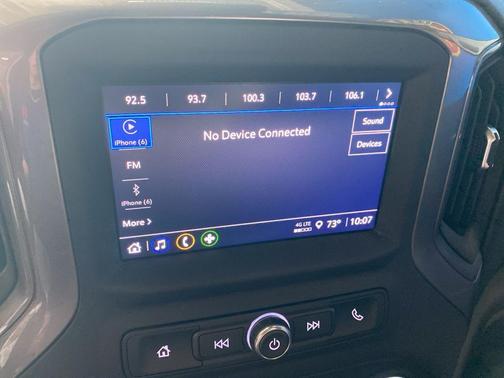 92.5 93.7 100.3 103.7 106.1
iPhone (6)
No Device Connected
Sound
Devices
FM
iPhone (6)
More
4G LTE
73° 10:07